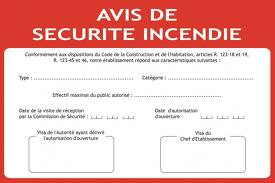 AVIS DE
SECURITE INCENDIE
Conformément aux dispositions du Code de la Construction et de l'Habitation, articles R. 123-18 et 19,
R. 123-45 et 46, notre établissement répond aux caractéristiques suivantes :
Type : Catégorie :
Effectif maximal du public autorisé :
Date de la visite de réception
par la Commission de Sécurité :
Date d'autorisation
d'ouverture :
Visa de l'Autorité ayant délivré
l'autorisation d'ouverture
Visa du
Chef d'Etablissement